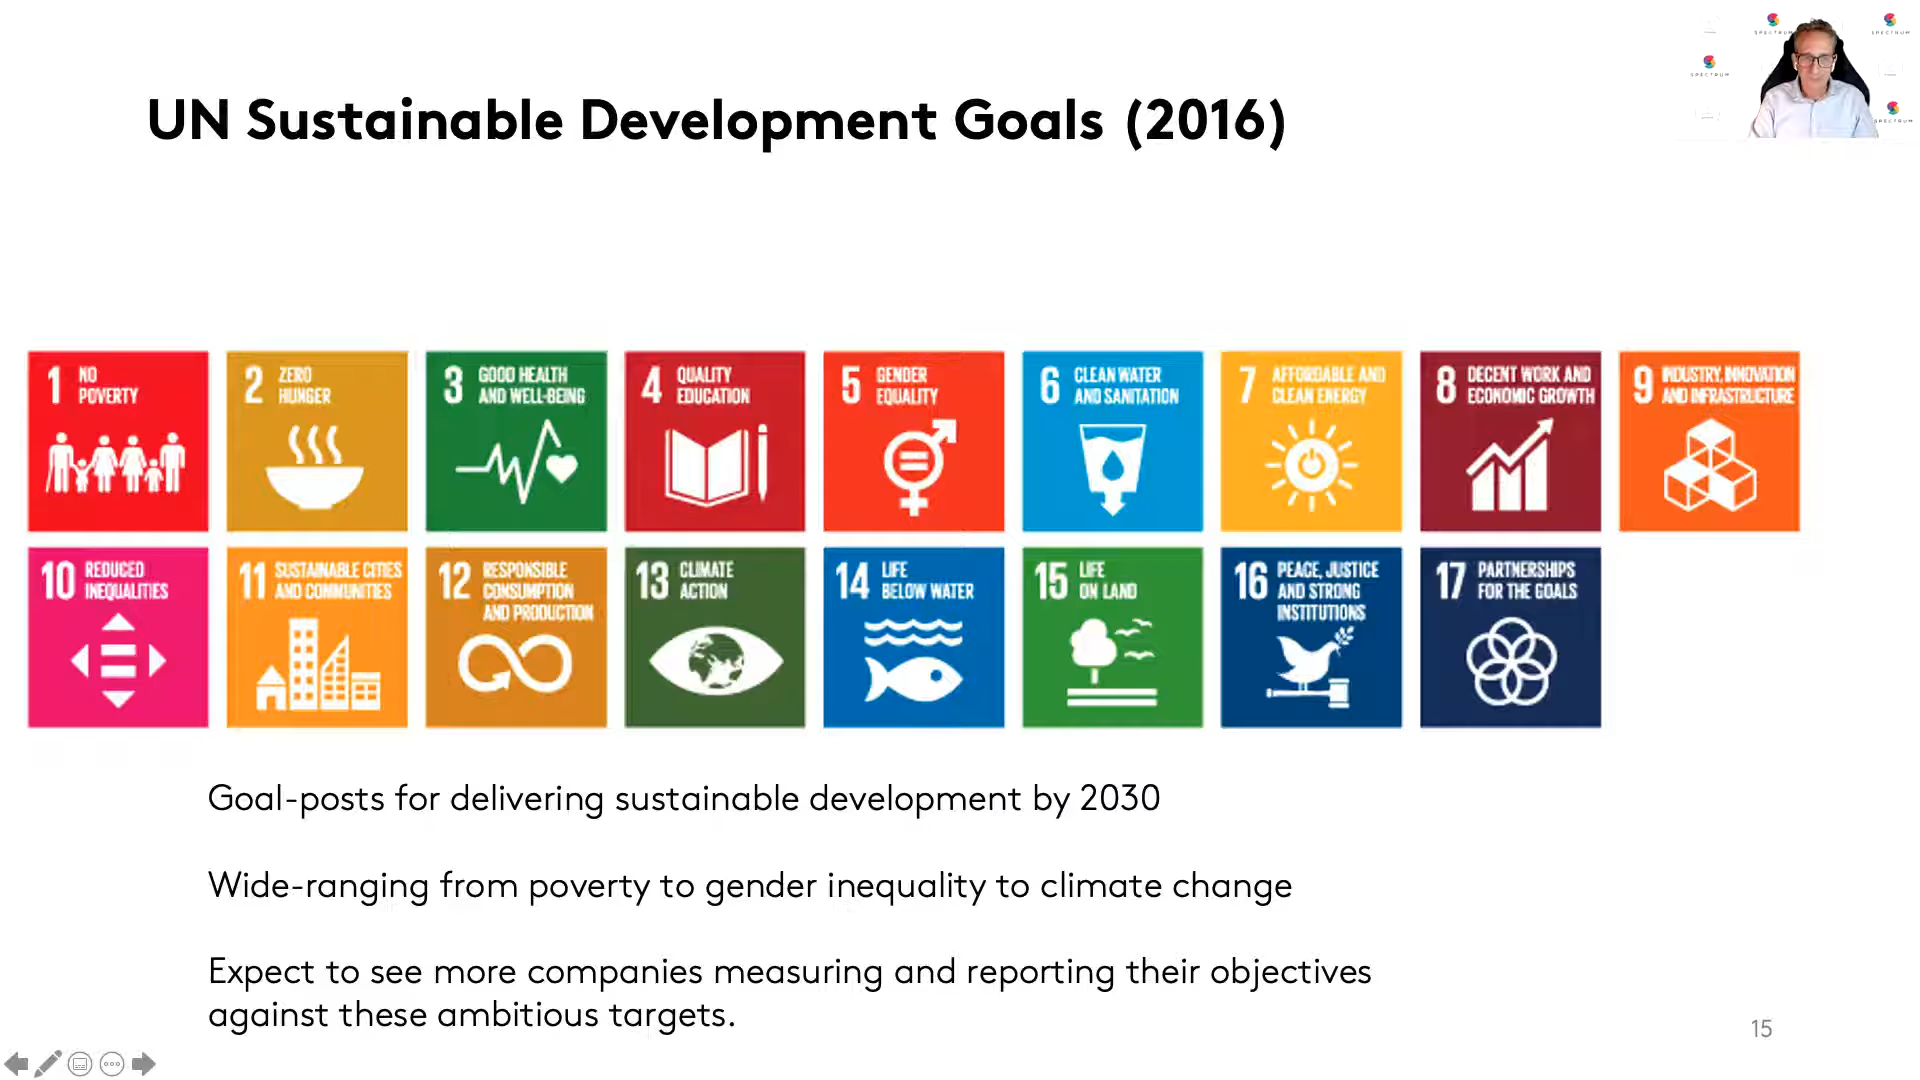 UN Sustainable Development Goals (2016)
SPECTRUM
SPECTRUM
SPECTRUM
SPECTRUM
1 NO
POVERTY
2 ZERO
HUNGER
3 GOOD HEALTH
AND WELL-BEING
4 QUALITY
EDUCATION
5 GENDER
EQUALITY
6 CLEAN WATER
AND SANITATION
7 AFFORDABLE AND
CLEAN ENERGY
8 DECENT WORK AND
ECONOMIC GROWTH
9 INDUSTRY, INNOVATION
AND INFRASTRUCTURE
10 REDUCED
INEQUALITIES
11 SUSTAINABLE CITIES
AND COMMUNITIES
12 RESPONSIBLE
CONSUMPTION
AND PRODUCTION
13 CLIMATE
ACTION
14 LIFE
BELOW WATER
15 LIFE
ON LAND
16 PEACE, JUSTICE
AND STRONG
INSTITUTIONS
17 PARTNERSHIPS
FOR THE GOALS
Goal-posts for delivering sustainable development by 2030
Wide-ranging from poverty to gender inequality to climate change
Expect to see more companies measuring and reporting their objectives
against these ambitious targets.
15